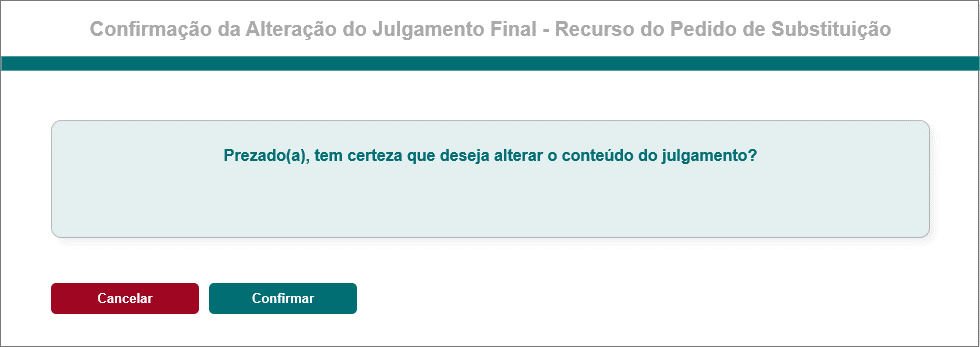 Confirmação da Alteração do Julgamento Final - Recurso do Pedido de Substituição
Prezado(a), tem certeza que deseja alterar o conteúdo do julgamento?
Cancelar
Confirmar